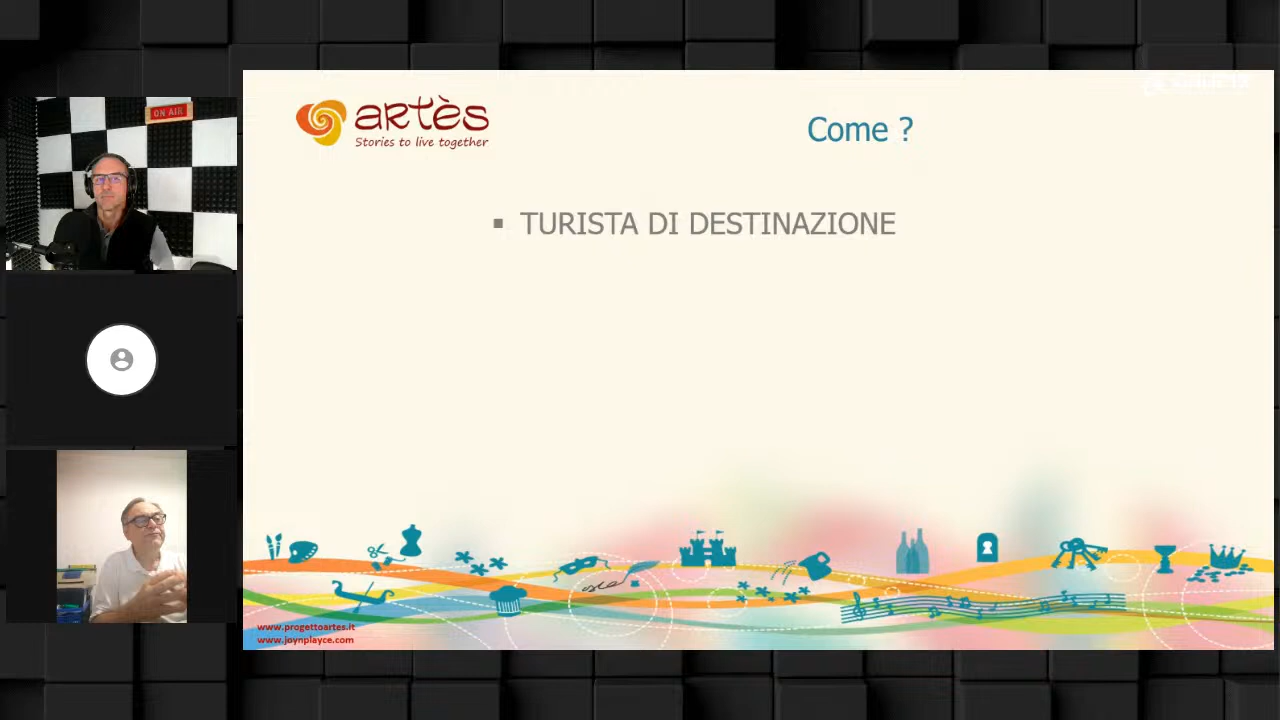 ON AIR
artès
Stories to live together
Come ?
▪ TURISTA DI DESTINAZIONE
www.progettoartes.it
www.joynplayce.com